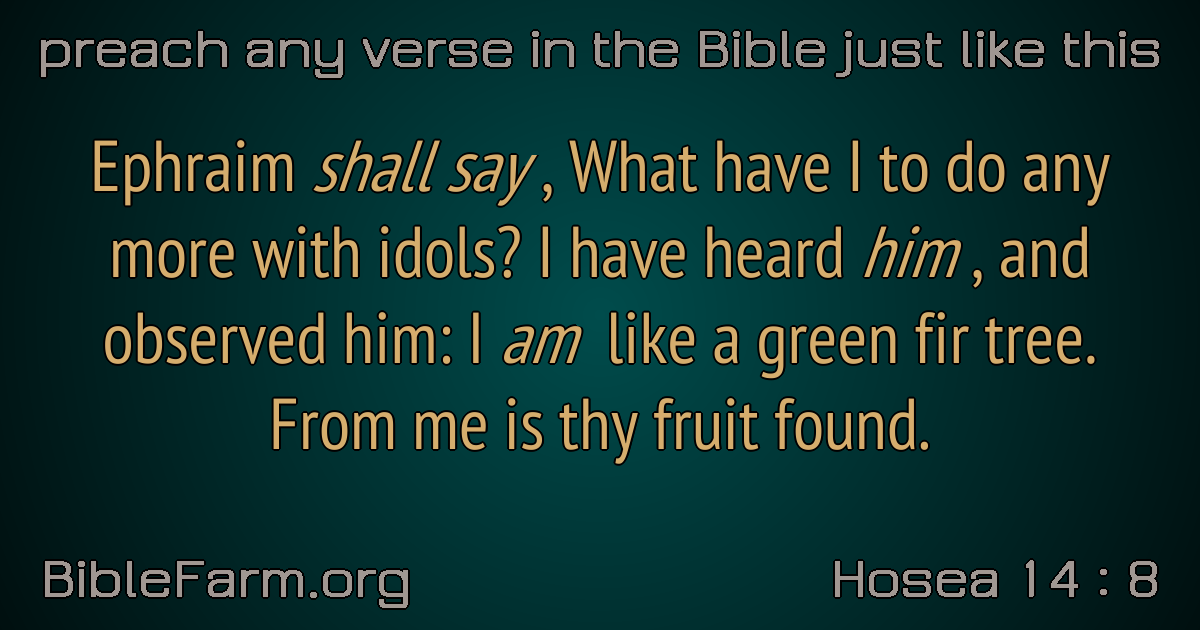 preach any verse in the Bible just like this
Ephraim shall say , What have I to do any
more with idols? I have heard him , and
observed him: I am like a green fir tree.
From me is thy fruit found.
BibleFarm.org
Hosea 14 : 8